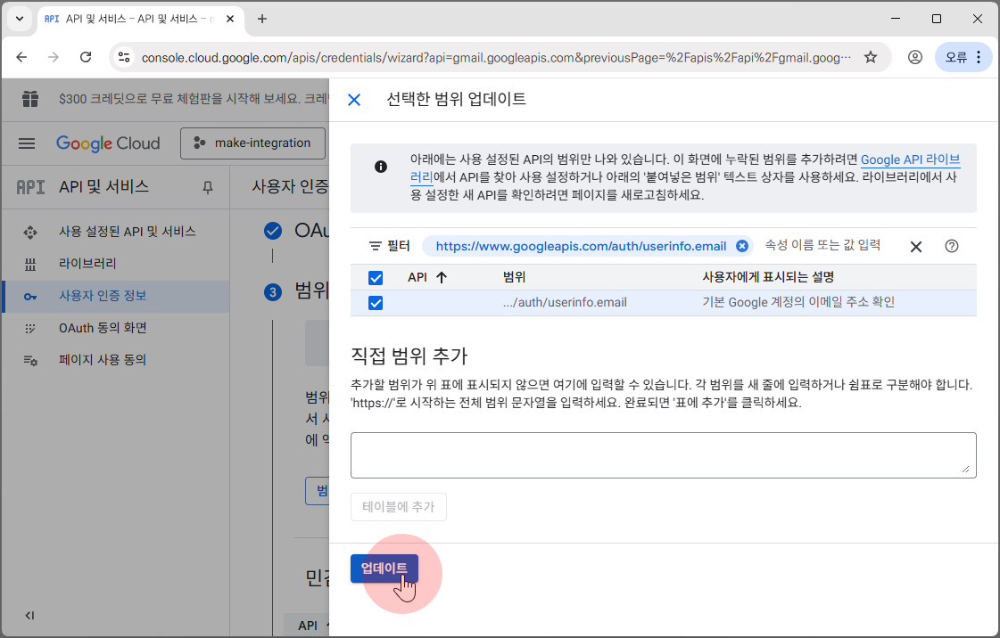 API API 및 서비스 – API 및 서비스 –
console.cloud.google.com/apis/credentials/wizard?api=gmail.googleapis.com&previousPage=%2Fapis%2Fapi%2Fgmail.goog…
오류
$300 크레딧으로 무료 체험판을 시작해 보세요.
Google Cloud
make-integration
API API 및 서비스
사용 설정된 API 및 서비스
라이브러리
사용자 인증 정보
OAuth 동의 화면
페이지 사용 동의
사용자 인증
3 범위
서
에
민감
API
선택한 범위 업데이트
아래에는 사용 설정된 API의 범위만 나와 있습니다. 이 화면에 누락된 범위를 추가하려면 Google API 라이브
러리에서 API를 찾아 사용 설정하거나 아래의 '붙여넣은 범위' 텍스트 상자를 사용하세요. 라이브러리에서 사
용 설정한 새 API를 확인하려면 페이지를 새로고침하세요.
필터 https://www.googleapis.com/auth/userinfo.email 속성 이름 또는 값 입력
API 범위 사용자에게 표시되는 설명
.../auth/userinfo.email 기본 Google 계정의 이메일 주소 확인
직접 범위 추가
추가할 범위가 위 표에 표시되지 않으면 여기에 입력할 수 있습니다. 각 범위를 새 줄에 입력하거나 쉼표로 구분해야 합니다.
'https://'로 시작하는 전체 범위 문자열을 입력하세요. 완료되면 '표에 추가'를 클릭하세요.
테이블에 추가
업데이트